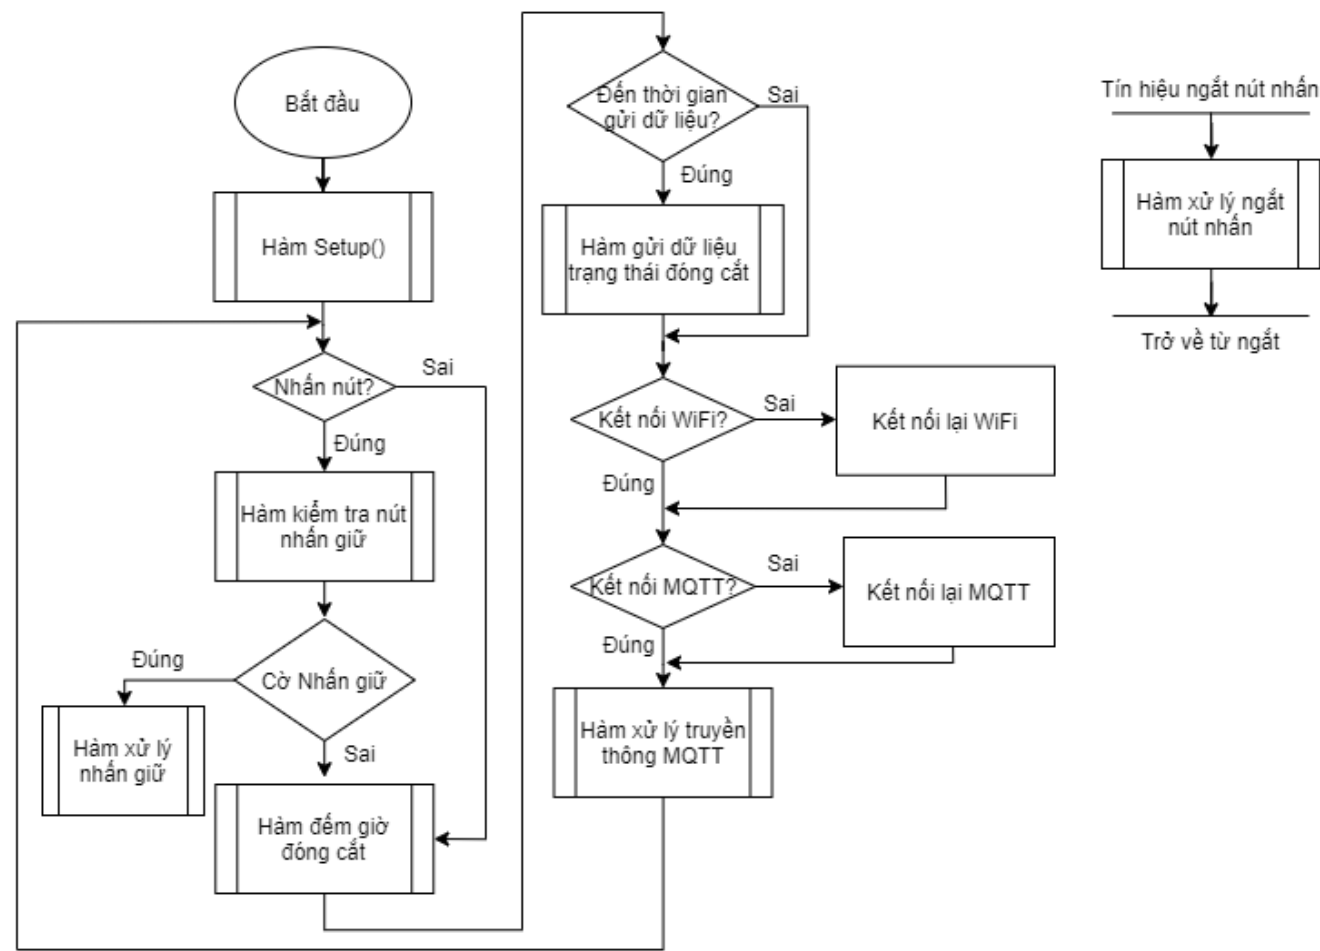 Bắt đầu
Hàm Setup()
Nhấn nút?
Sai
Đúng
Hàm kiểm tra nút
nhấn giữ
Cờ Nhấn giữ
Đúng
Hàm xử lý
nhấn giữ
Sai
Hàm đếm giờ
đóng cắt
Đến thời gian
gửi dữ liệu?
Sai
Đúng
Hàm gửi dữ liệu
trạng thái đóng cắt
Kết nối WiFi?
Sai
Kết nối lại WiFi
Đúng
Kết nối MQTT?
Sai
Kết nối lại MQTT
Đúng
Hàm xử lý truyền
thông MQTT
Tín hiệu ngắt nút nhấn
Hàm xử lý ngắt
nút nhấn
Trở về từ ngắt